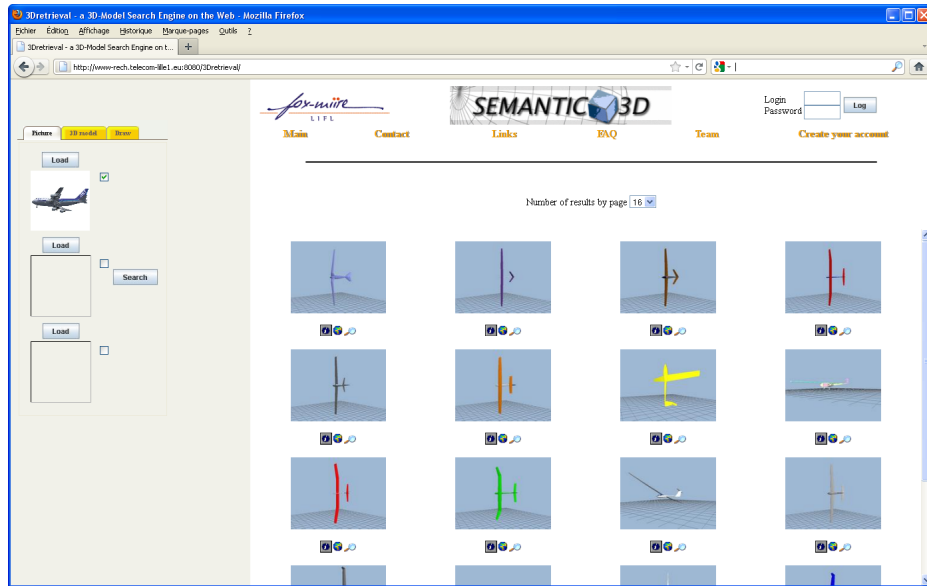 3Dretrieval - a 3D-Model Search Engine on the Web - Mozilla Firefox
Fichier Édition Affichage Historique Marque-pages Outils ?
3Dretrieval - a 3D-Model Search Engine on t... +
http://www-rech.telecom-lille1.eu:8080/3Dretrieval/
fox-miire
LIFL
SEMANTIC 3D
Login
Password
Log
Main Contact Links FAQ Team Create your account
Picture 3D model Draw
Load
Number of results by page 16
Load
Search
Load